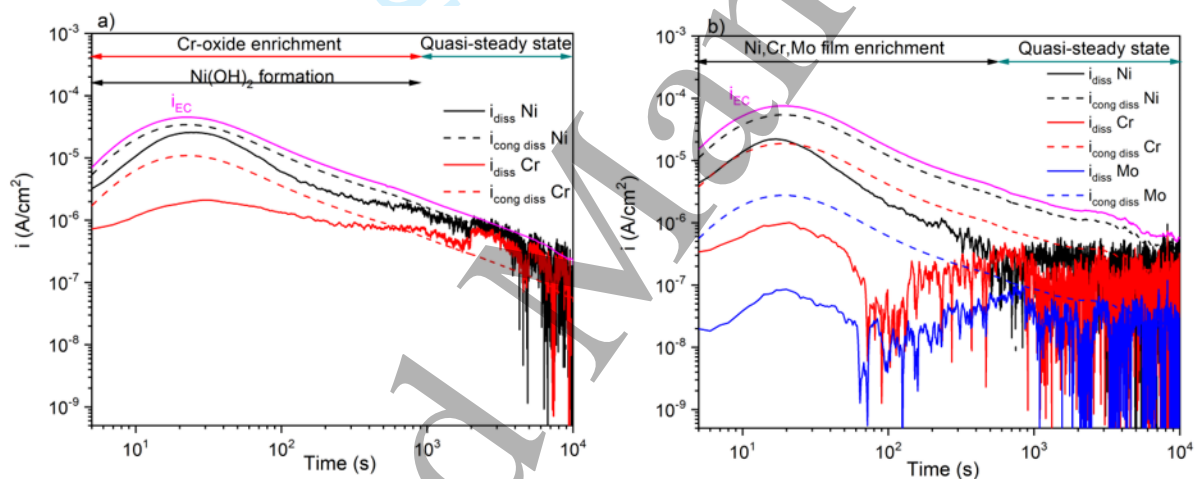 a)
Cr-oxide enrichment
Quasi-steady state
Ni(OH)2 formation
iEC
idiss Ni
icong diss Ni
idiss Cr
icong diss Cr
i (A/cm2)
10-3
10-4
10-5
10-6
10-7
10-8
10-9
101
102
103
104
Time (s)
b)
Ni,Cr,Mo film enrichment
Quasi-steady state
iEC
idiss Ni
icong diss Ni
idiss Cr
icong diss Cr
idiss Mo
icong diss Mo
i (A/cm2)
10-3
10-4
10-5
10-6
10-7
10-8
10-9
101
102
103
104
Time (s)